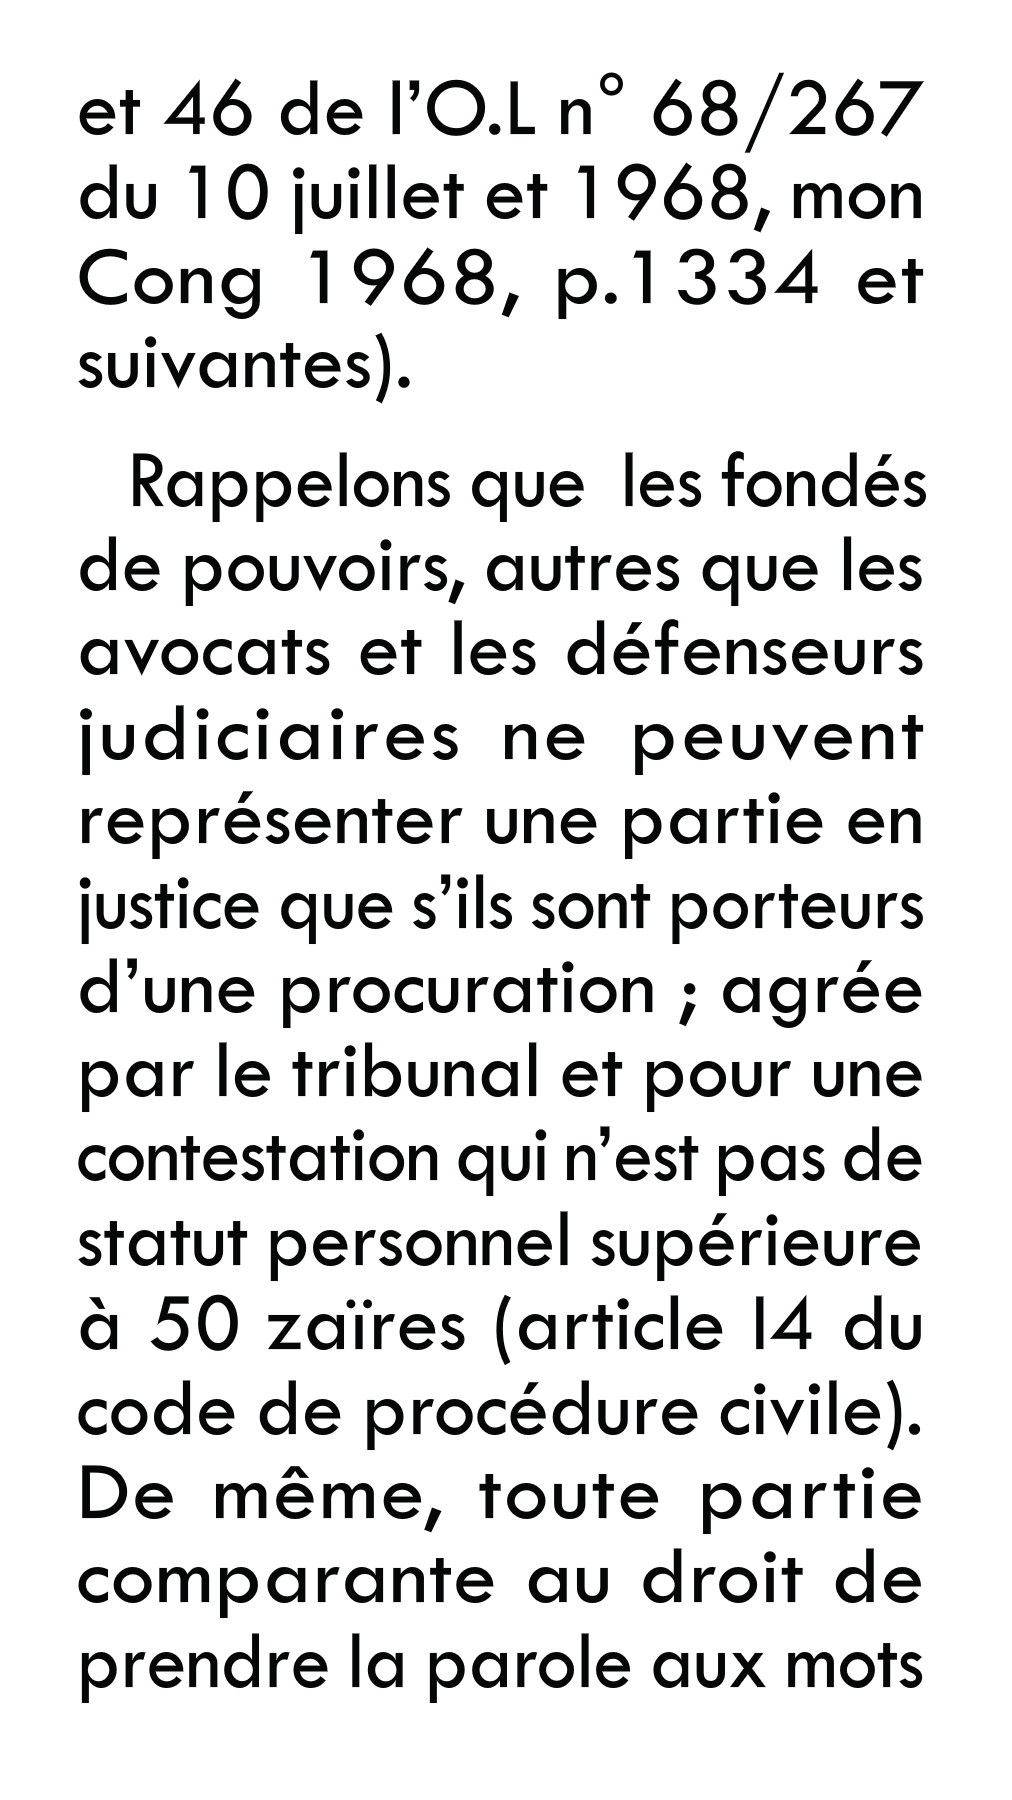 et 46 de l’O.L n° 68/267
du 10 juillet et 1968, mon
Cong 1968, p.1334 et
suivantes).
Rappelons que les fondés
de pouvoirs, autres que les
avocats et les défenseurs
judiciaires ne peuvent
représenter une partie en
justice que s’ils sont porteurs
d’une procuration ; agrée
par le tribunal et pour une
contestation qui n’est pas de
statut personnel supérieure
à 50 zaïres (article I4 du
code de procédure civile).
De même, toute partie
comparante au droit de
prendre la parole aux mots